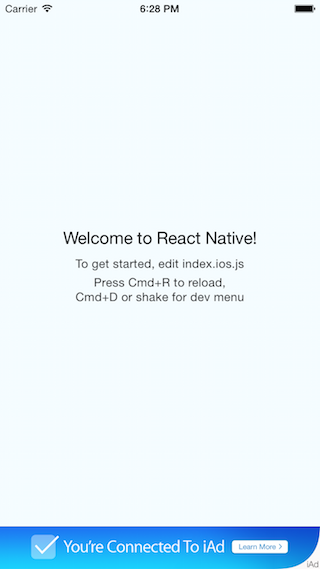 Carrier 6:28 PM
Welcome to React Native!
To get started, edit index.ios.js
Press Cmd+R to reload,
Cmd+D or shake for dev menu
You're Connected To iAd Learn More >
iAd